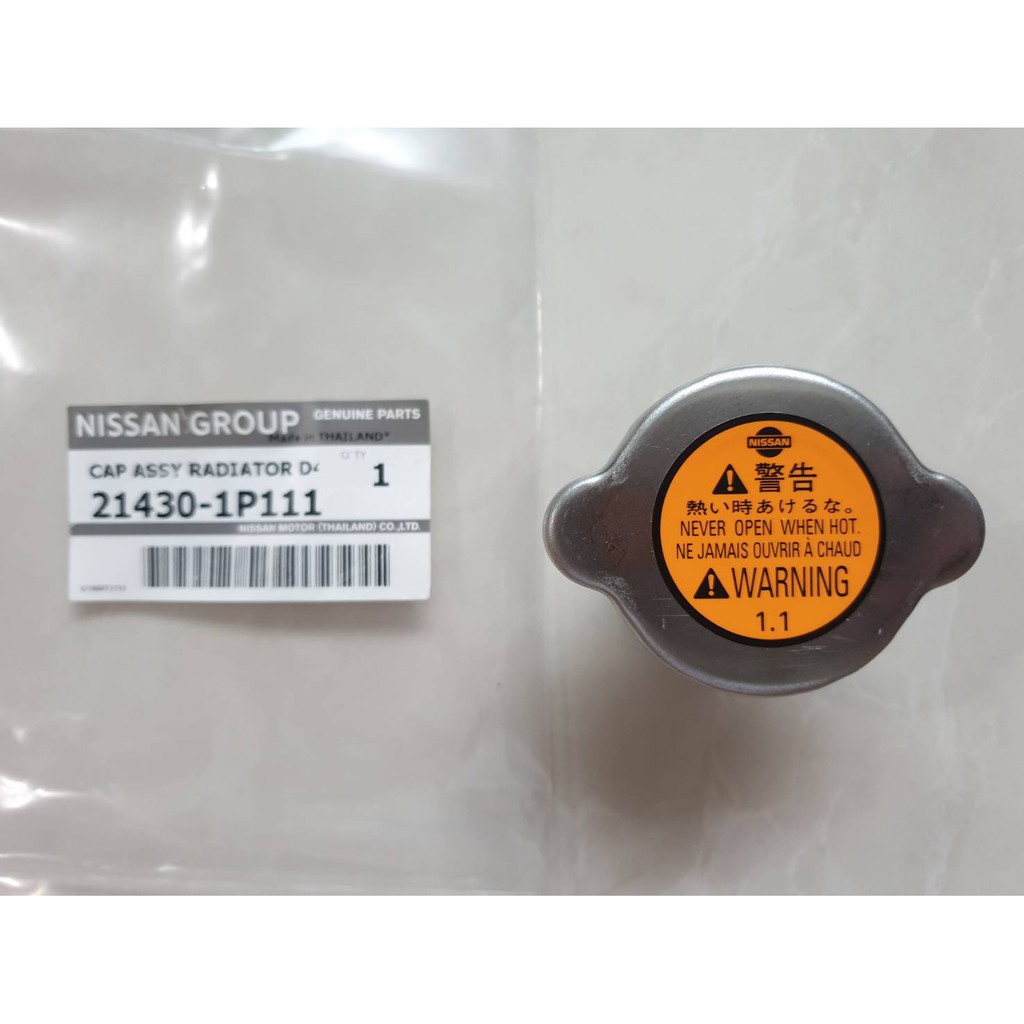 NISSAN GROUP GENUINE PARTS
Made in THAILAND*
Q'TY
CAP ASSY RADIATOR D4
1
21430-1P111
NISSAN MOTOR (THAILAND) CO.,LTD.
NISSAN
警告
熱い時あけるな。
NEVER OPEN WHEN HOT.
NE JAMAIS OUVRIR À CHAUD
WARNING
1.1